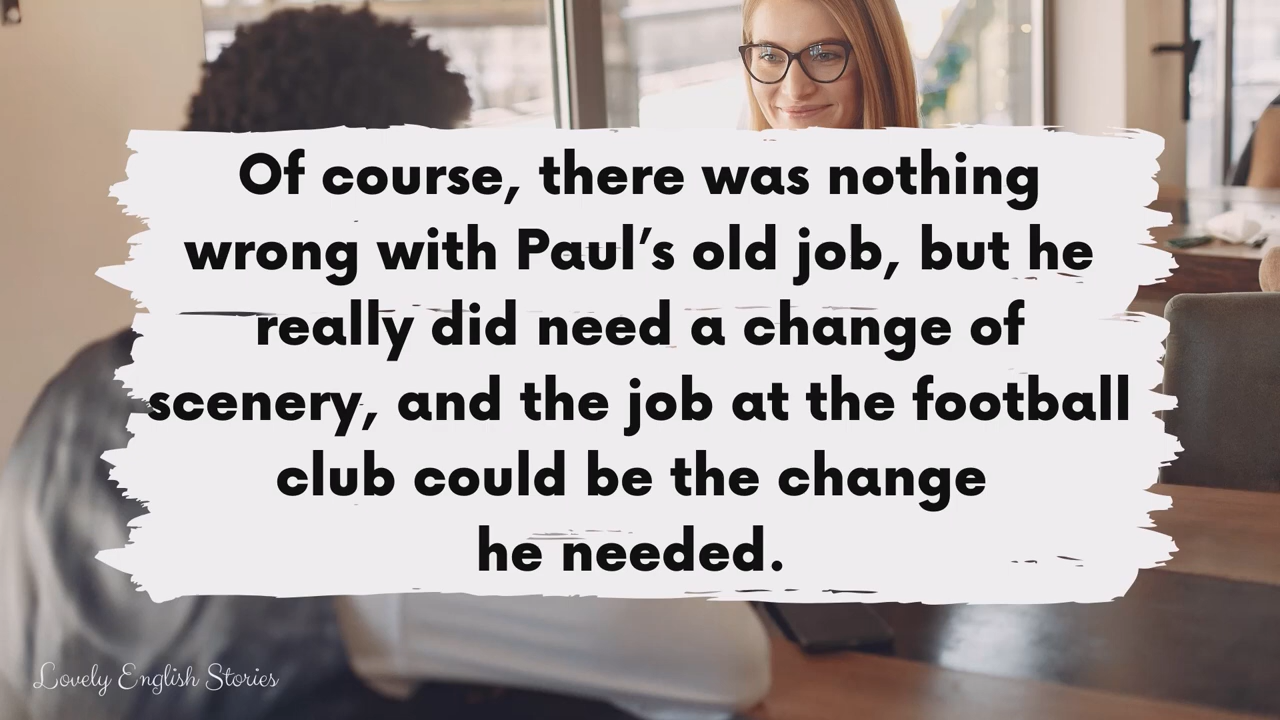 Of course, there was nothing
wrong with Paul’s old job, but he
really did need a change of
scenery, and the job at the football
club could be the change
he needed.
Lovely English Stories